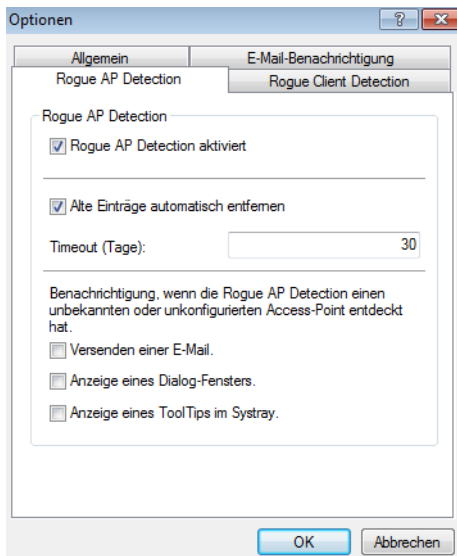 Optionen
Allgemein
E-Mail-Benachrichtigung
Rogue AP Detection
Rogue Client Detection
Rogue AP Detection
Rogue AP Detection aktiviert
Alte Einträge automatisch entfernen
Timeout (Tage):
30
Benachrichtigung, wenn die Rogue AP Detection einen
unbekannten oder unkonfigurierten Access-Point entdeckt
hat.
Versenden einer E-Mail.
Anzeige eines Dialog-Fensters.
Anzeige eines ToolTips im Systray.
OK
Abbrechen